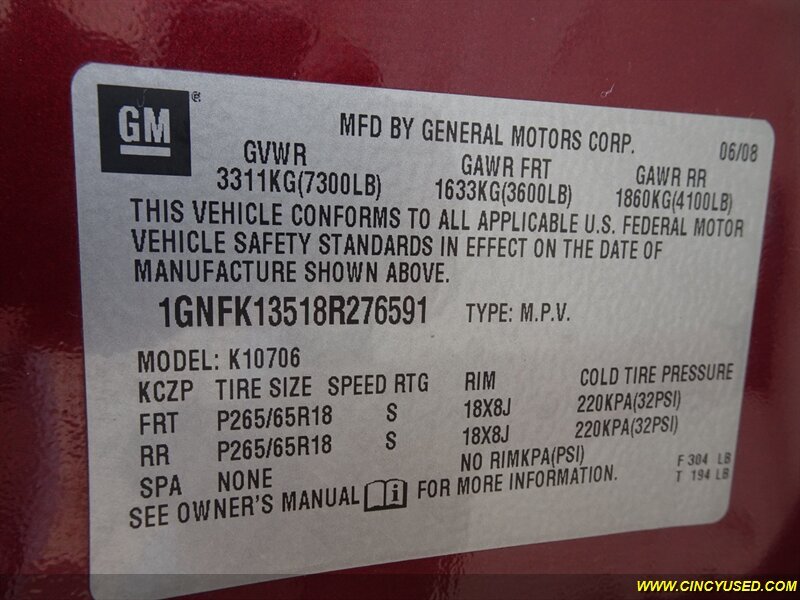 GM®
MFD BY GENERAL MOTORS CORP. 06/08
GVWR GAWR FRT GAWR RR
3311KG(7300LB) 1633KG(3600LB) 1860KG(4100LB)
THIS VEHICLE CONFORMS TO ALL APPLICABLE U.S. FEDERAL MOTOR
VEHICLE SAFETY STANDARDS IN EFFECT ON THE DATE OF
MANUFACTURE SHOWN ABOVE.
1GNFK13518R276591 TYPE: M.P.V.
MODEL: K10706
KCZP TIRE SIZE SPEED RTG RIM COLD TIRE PRESSURE
FRT P265/65R18 S 18X8J 220KPA(32PSI)
RR P265/65R18 S 18X8J 220KPA(32PSI)
SPA NONE NO RIMKPA(PSI) F 304 LB
SEE OWNER'S MANUAL i FOR MORE INFORMATION. T 194 LB
WWW.CINCYUSED.COM